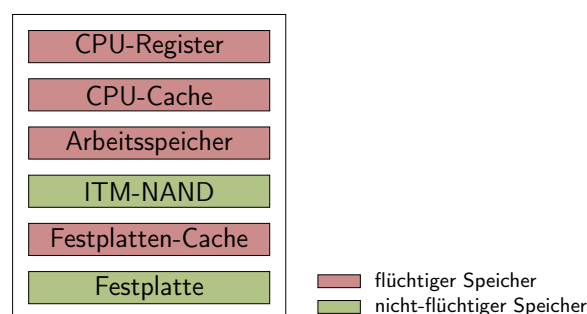 CPU-Register
CPU-Cache
Arbeitsspeicher
ITM-NAND
Festplatten-Cache
Festplatte
flüchtiger Speicher
nicht-flüchtiger Speicher